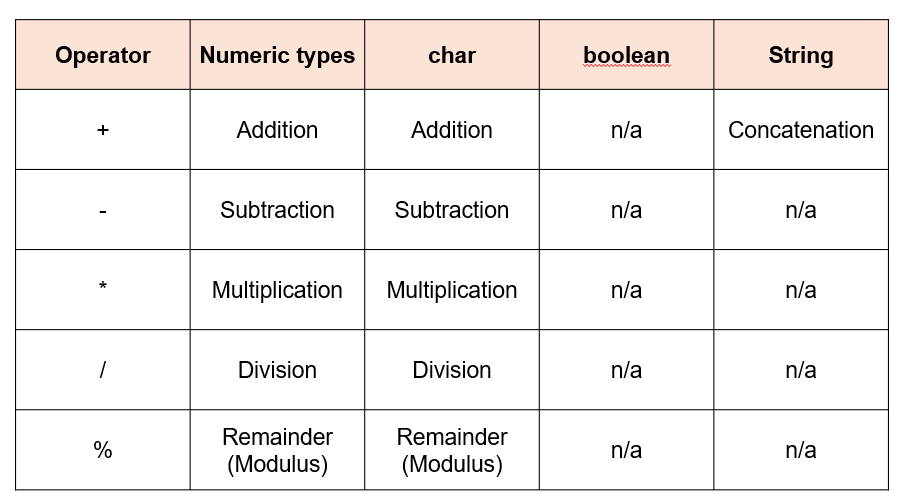 Operator Numeric types char boolean String
+ Addition Addition n/a Concatenation
- Subtraction Subtraction n/a n/a
* Multiplication Multiplication n/a n/a
/ Division Division n/a n/a
% Remainder (Modulus) Remainder (Modulus) n/a n/a